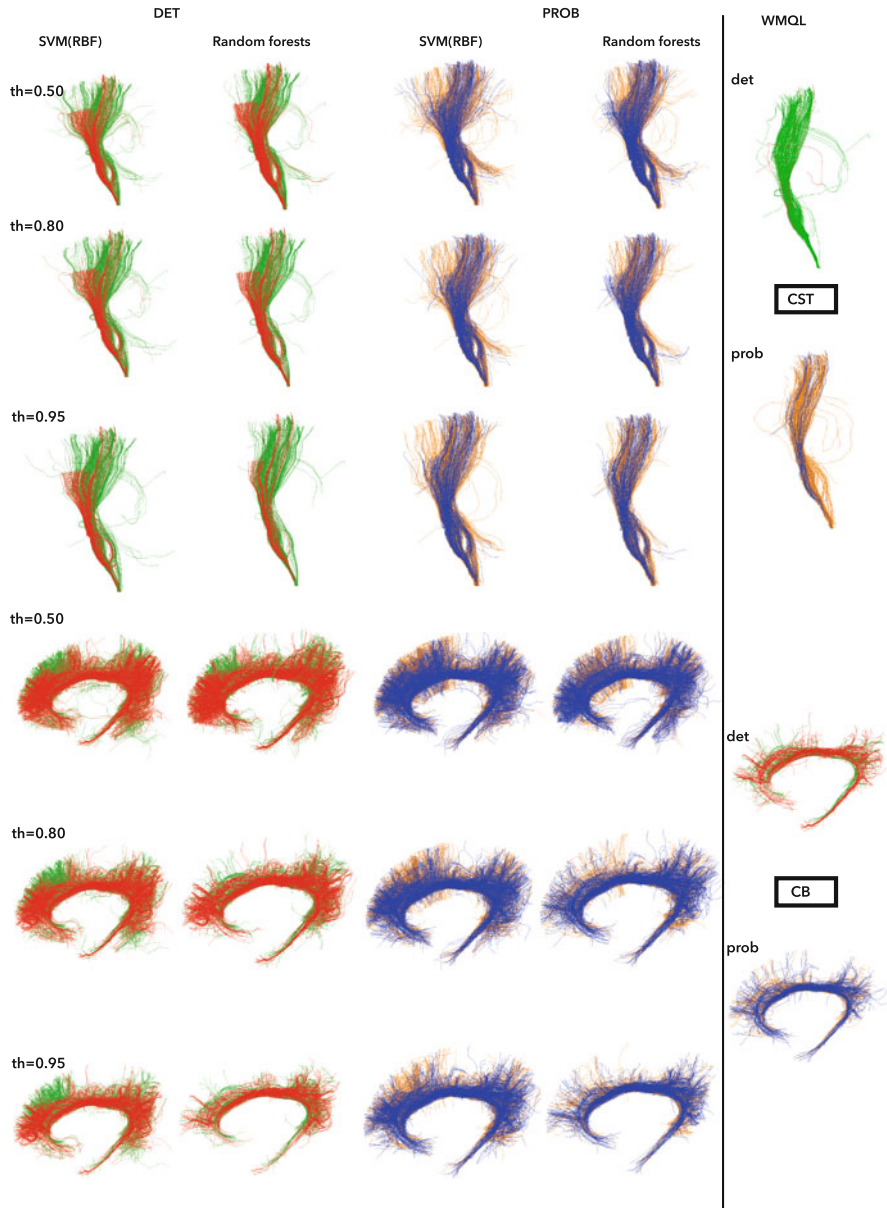 DET
PROB
WMQL
SVM(RBF)
Random forests
SVM(RBF)
Random forests
th=0.50
det
th=0.80
CST
prob
th=0.95
th=0.50
det
th=0.80
CB
prob
th=0.95